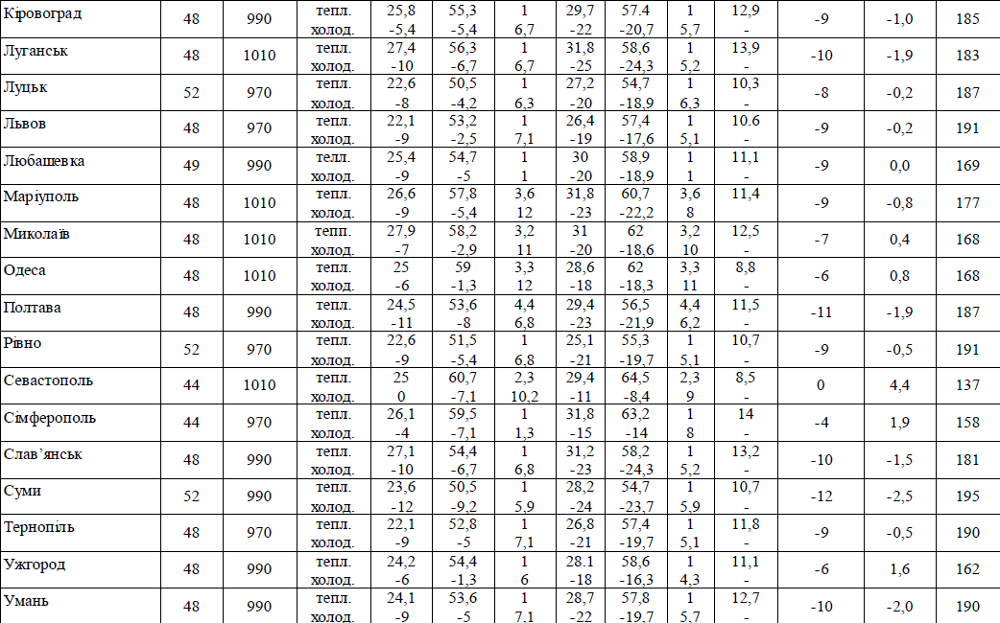 Кіровоград 48 990 тепл. 25,8 55,3 1 29,7 57.4 1 12,9 -9 -1,0 185
холод. -5,4 -5,4 6,7 -22 -20,7 5,7 -
Луганськ 48 1010 тепл. 27,4 56,3 1 31,8 58,6 1 13,9 -10 -1,9 183
холод. -10 -6,7 6,7 -25 -24,3 5,2 -
Луцьк 52 970 тепл. 22,6 50,5 1 27,2 54,7 1 10,3 -8 -0,2 187
холод. -8 -4,2 6,3 -20 -18,9 6,3 -
Львов 48 970 тепл. 22,1 53,2 1 26,4 57,4 1 10.6 -9 -0,2 191
холод. -9 -2,5 7,1 -19 -17,6 5,1 -
Любашевка 49 990 телл. 25,4 54,7 1 30 58,9 1 11,1 -9 0,0 169
холод. -9 -5 1 -20 -18,9 1 -
Маріуполь 48 1010 тепл. 26,6 57,8 3,6 31,8 60,7 3,6 11,4 -9 -0,8 177
холод. -9 -5,4 12 -23 -22,2 8 -
Миколаїв 48 1010 тепп. 27,9 58,2 3,2 31 62 3,2 12,5 -7 0,4 168
холод. -7 -2,9 11 -20 -18,6 10 -
Одеса 48 1010 тепл. 25 59 3,3 28,6 62 3,3 8,8 -6 0,8 168
холод. -6 -1,3 12 -18 -18,3 11 -
Полтава 48 990 тепл. 24,5 53,6 4,4 29,4 56,5 4,4 11,5 -11 -1,9 187
холод. -11 -8 6,8 -23 -21,9 6,2 -
Рівно 52 970 тепл. 22,6 51,5 1 25,1 55,3 1 10,7 -9 -0,5 191
холод. -9 -5,4 6,8 -21 -19,7 5,1 -
Севастополь 44 1010 тепл. 25 60,7 2,3 29,4 64,5 2,3 8,5 0 4,4 137
холод. 0 -7,1 10,2 -11 -8,4 9 -
Сімферополь 44 970 тепл. 26,1 59,5 1 31,8 63,2 1 14 -4 1,9 158
холод. -4 -7,1 1,3 -15 -14 8 -
Слав’янськ 48 990 тепл. 27,1 54,4 1 31,2 58,2 1 13,2 -10 -1,5 181
холод. -10 -6,7 6,8 -23 -24,3 5,2 -
Суми 52 990 тепл. 23,6 50,5 1 28,2 54,7 1 10,7 -12 -2,5 195
холод. -12 -9,2 5,9 -24 -23,7 5,9 -
Тернопіль 48 970 тепл. 22,1 52,8 1 26,8 57,4 1 11,8 -9 -0,5 190
холод. -9 -5 7,1 -21 -19,7 5,1 -
Ужгород 48 990 тепл. 24,2 54,4 1 28.1 58,6 1 11,1 -6 1,6 162
холод. -6 -1,3 6 -18 -16,3 4,3 -
Умань 48 990 тепл. 24,1 53,6 1 28,7 57,8 1 12,7 -10 -2,0 190
холод. -9 -5 7,1 -22 -19,7 5,7 -